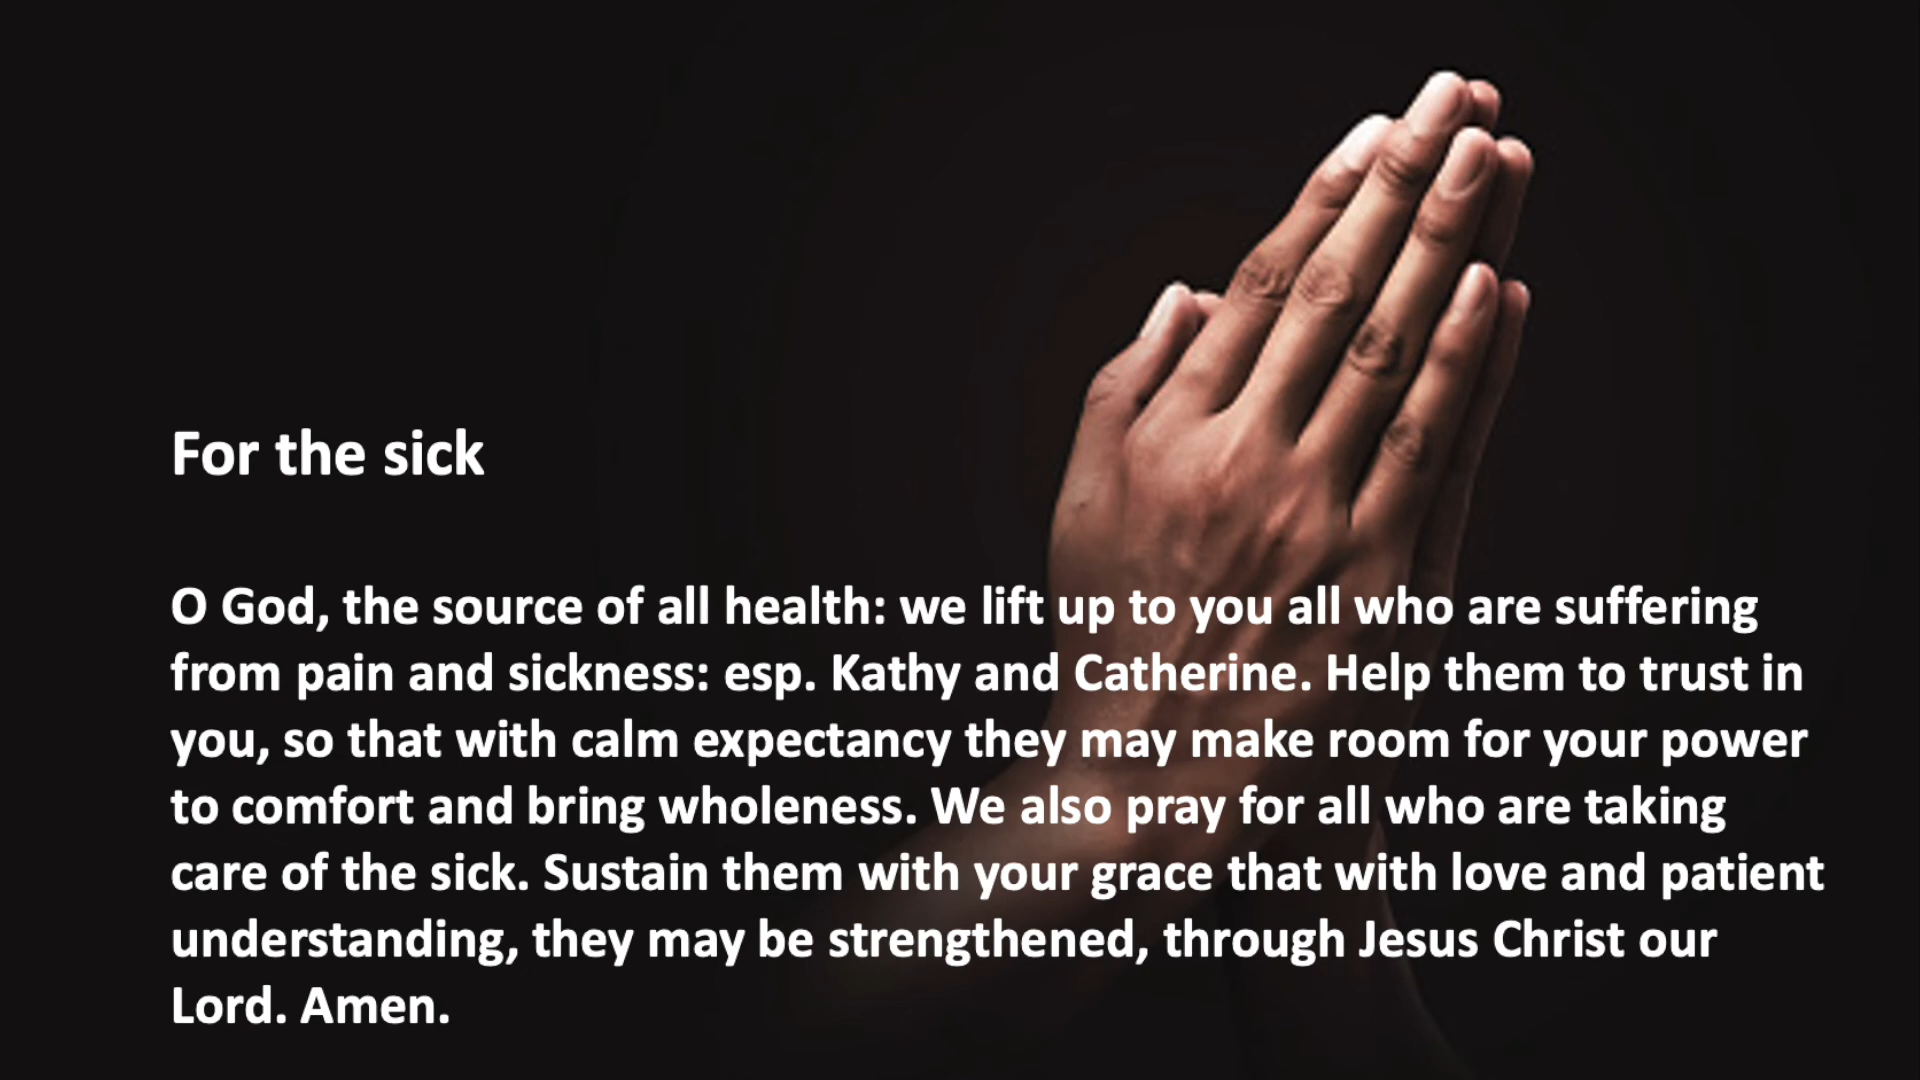 For the sick
O God, the source of all health: we lift up to you all who are suffering
from pain and sickness: esp. Kathy and Catherine. Help them to trust in
you, so that with calm expectancy they may make room for your power
to comfort and bring wholeness. We also pray for all who are taking
care of the sick. Sustain them with your grace that with love and patient
understanding, they may be strengthened, through Jesus Christ our
Lord. Amen.